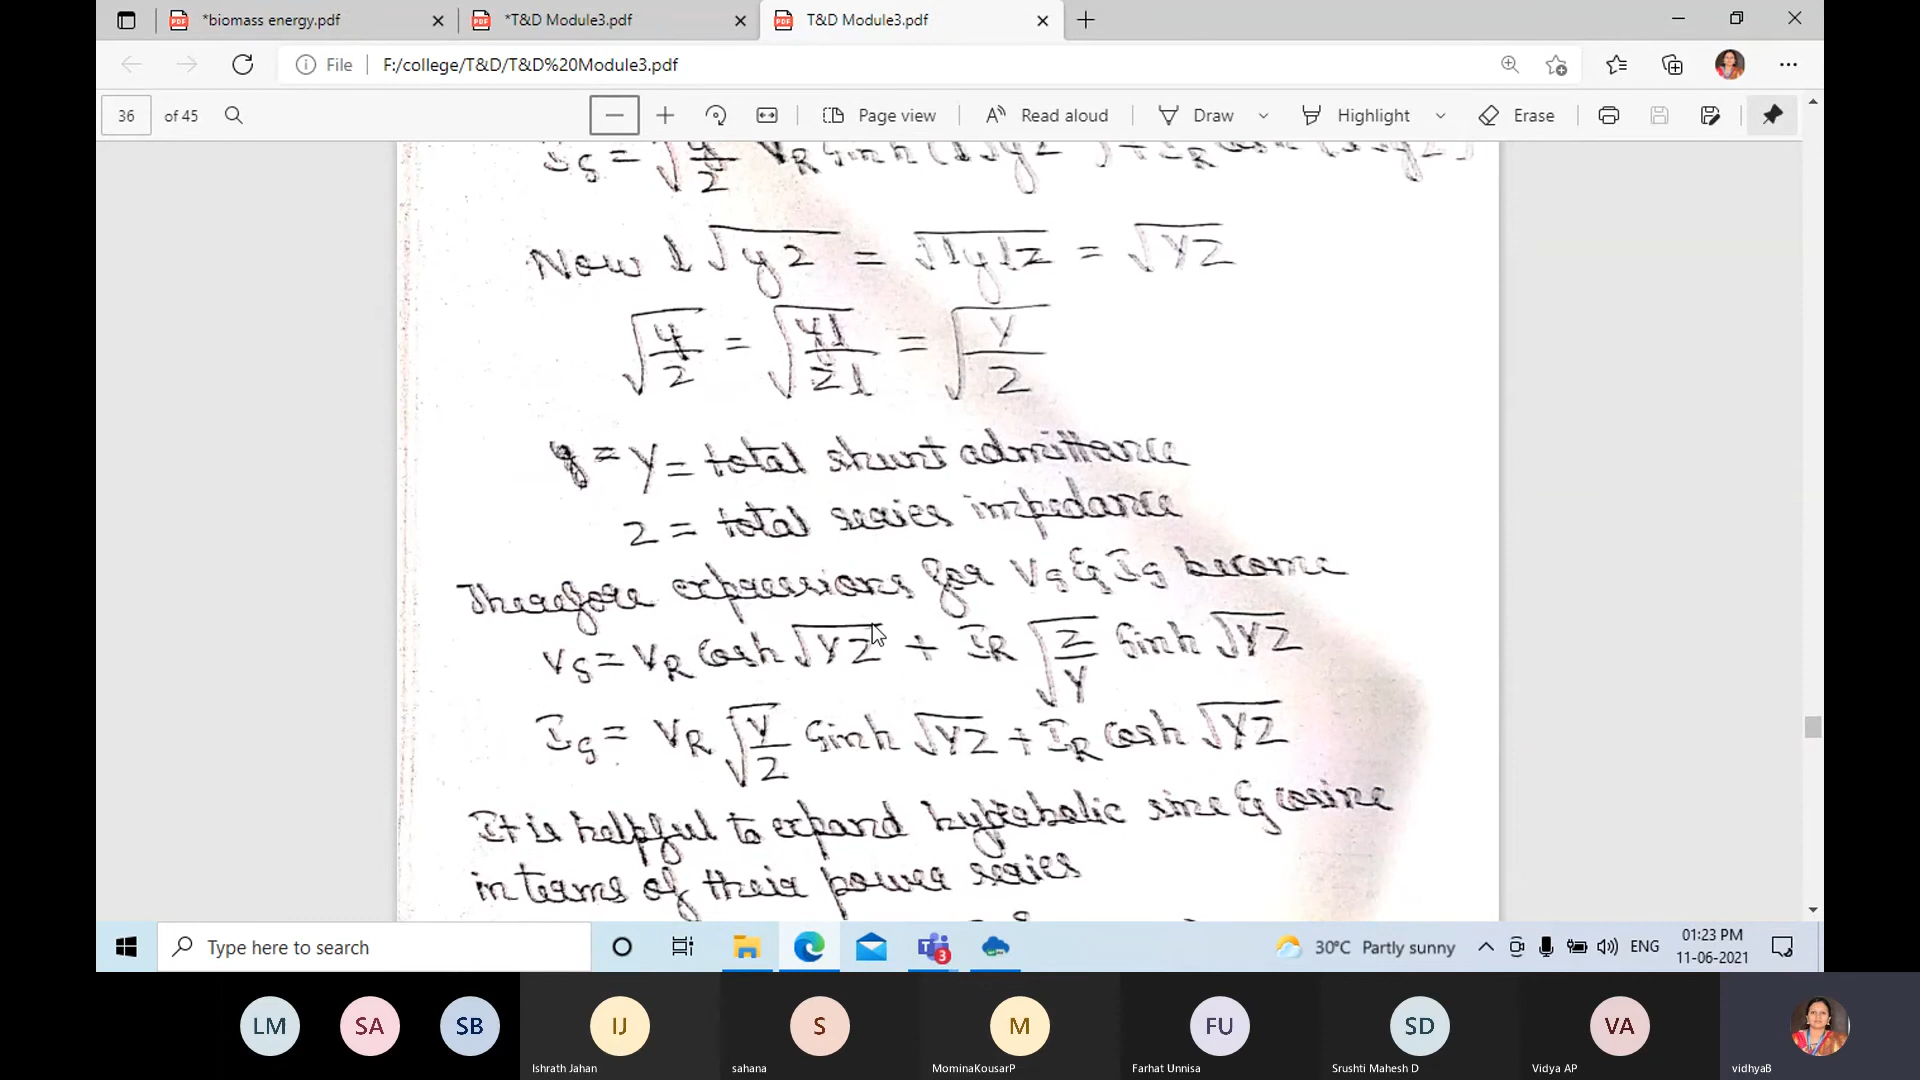 *biomass energy.pdf
*T&D Module3.pdf
T&D Module3.pdf
File F:/college/T&D/T&D%20Module3.pdf
36 of 45
Page view
Read aloud
Draw
Highlight
Erase
Now l√yz = √lylz = √YZ
√y/z = √yl/zl = √Y/Z
y = Y = total shunt admittance
Z = total series impedance
Therefore expressions for VS & IS become
VS = VR Cosh √YZ + IR √Z/Y Sinh √YZ
IS = VR √Y/Z Sinh √YZ + IR Cosh √YZ
It is helpful to expand hyperbolic sine & cosine
in terms of their power series
Type here to search
3
30°C Partly sunny
ENG
01:23 PM
11-06-2021
LM
SA
SB
IJ
S
M
FU
SD
VA
Ishrath Jahan
sahana
MominaKousarP
Farhat Unnisa
Srushti Mahesh D
Vidya AP
vidhyaB